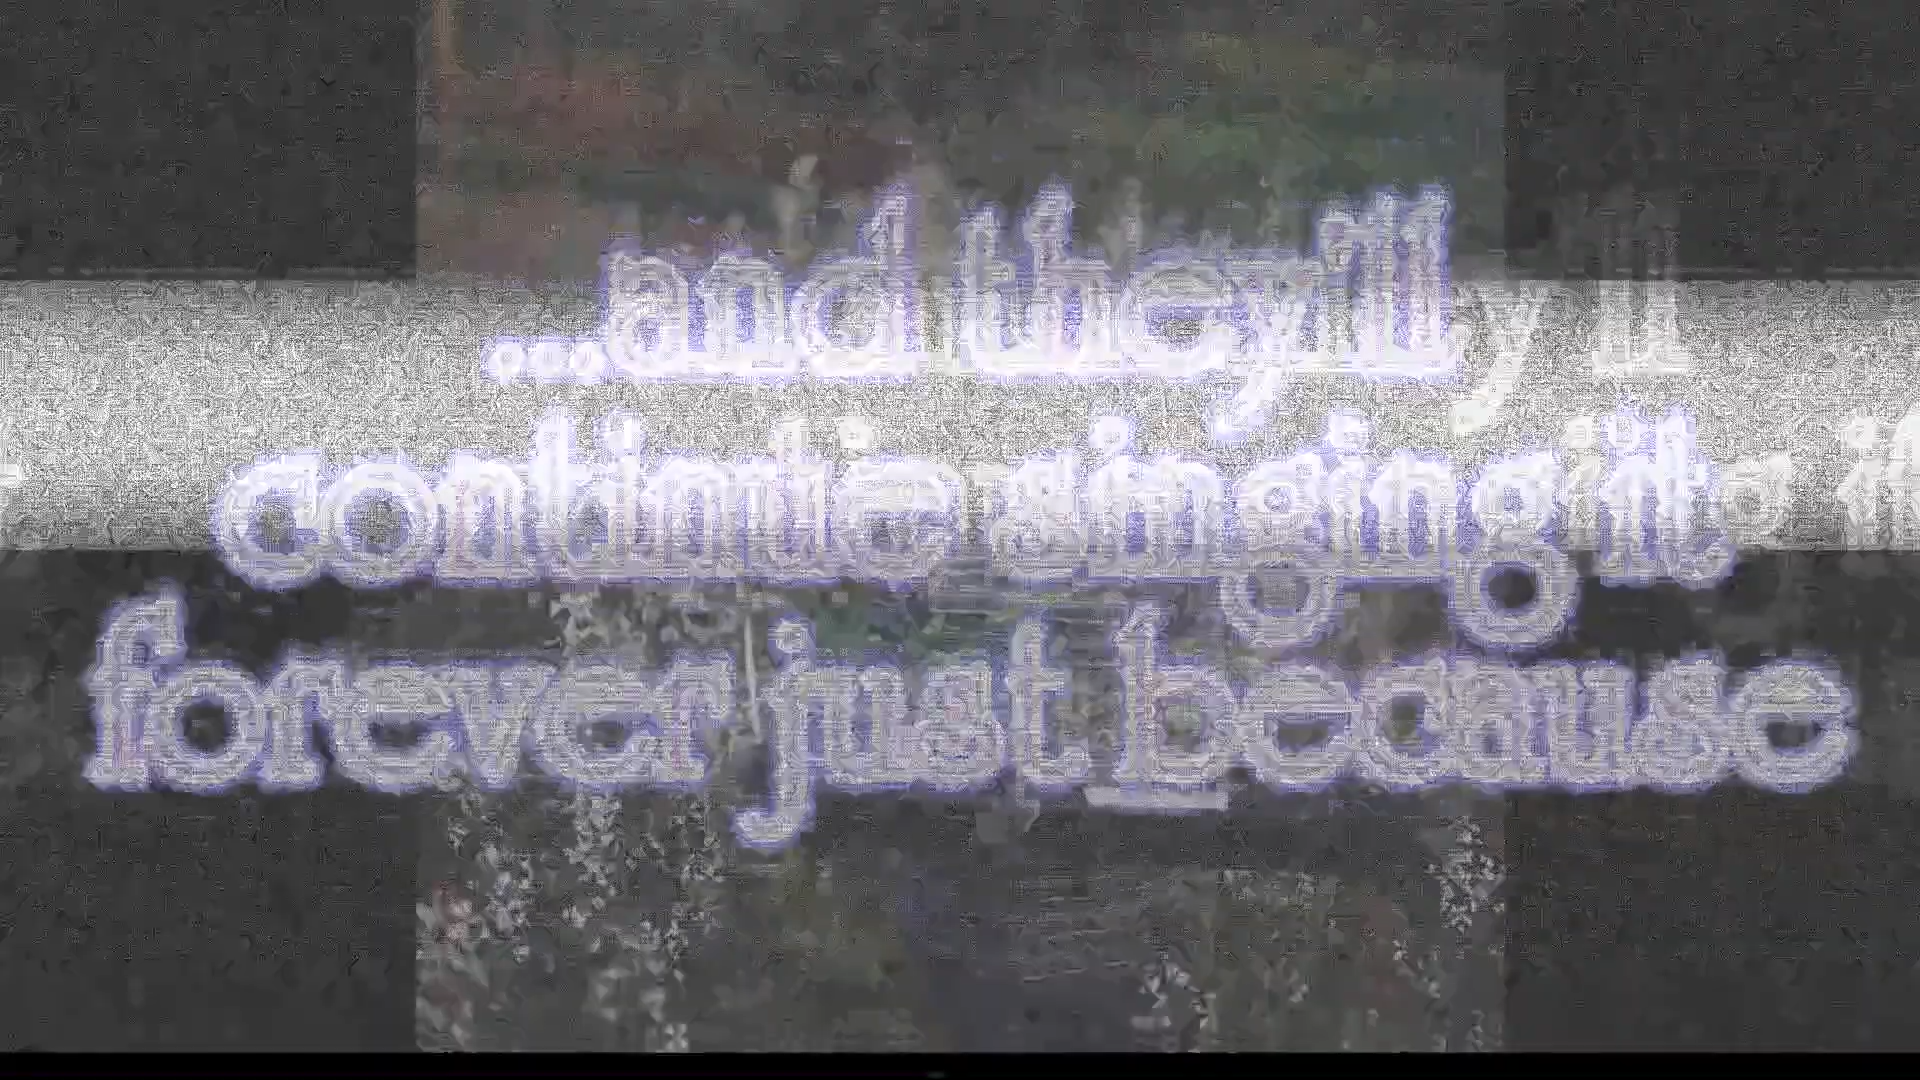 ...and they'll
continue singing it
forever just because